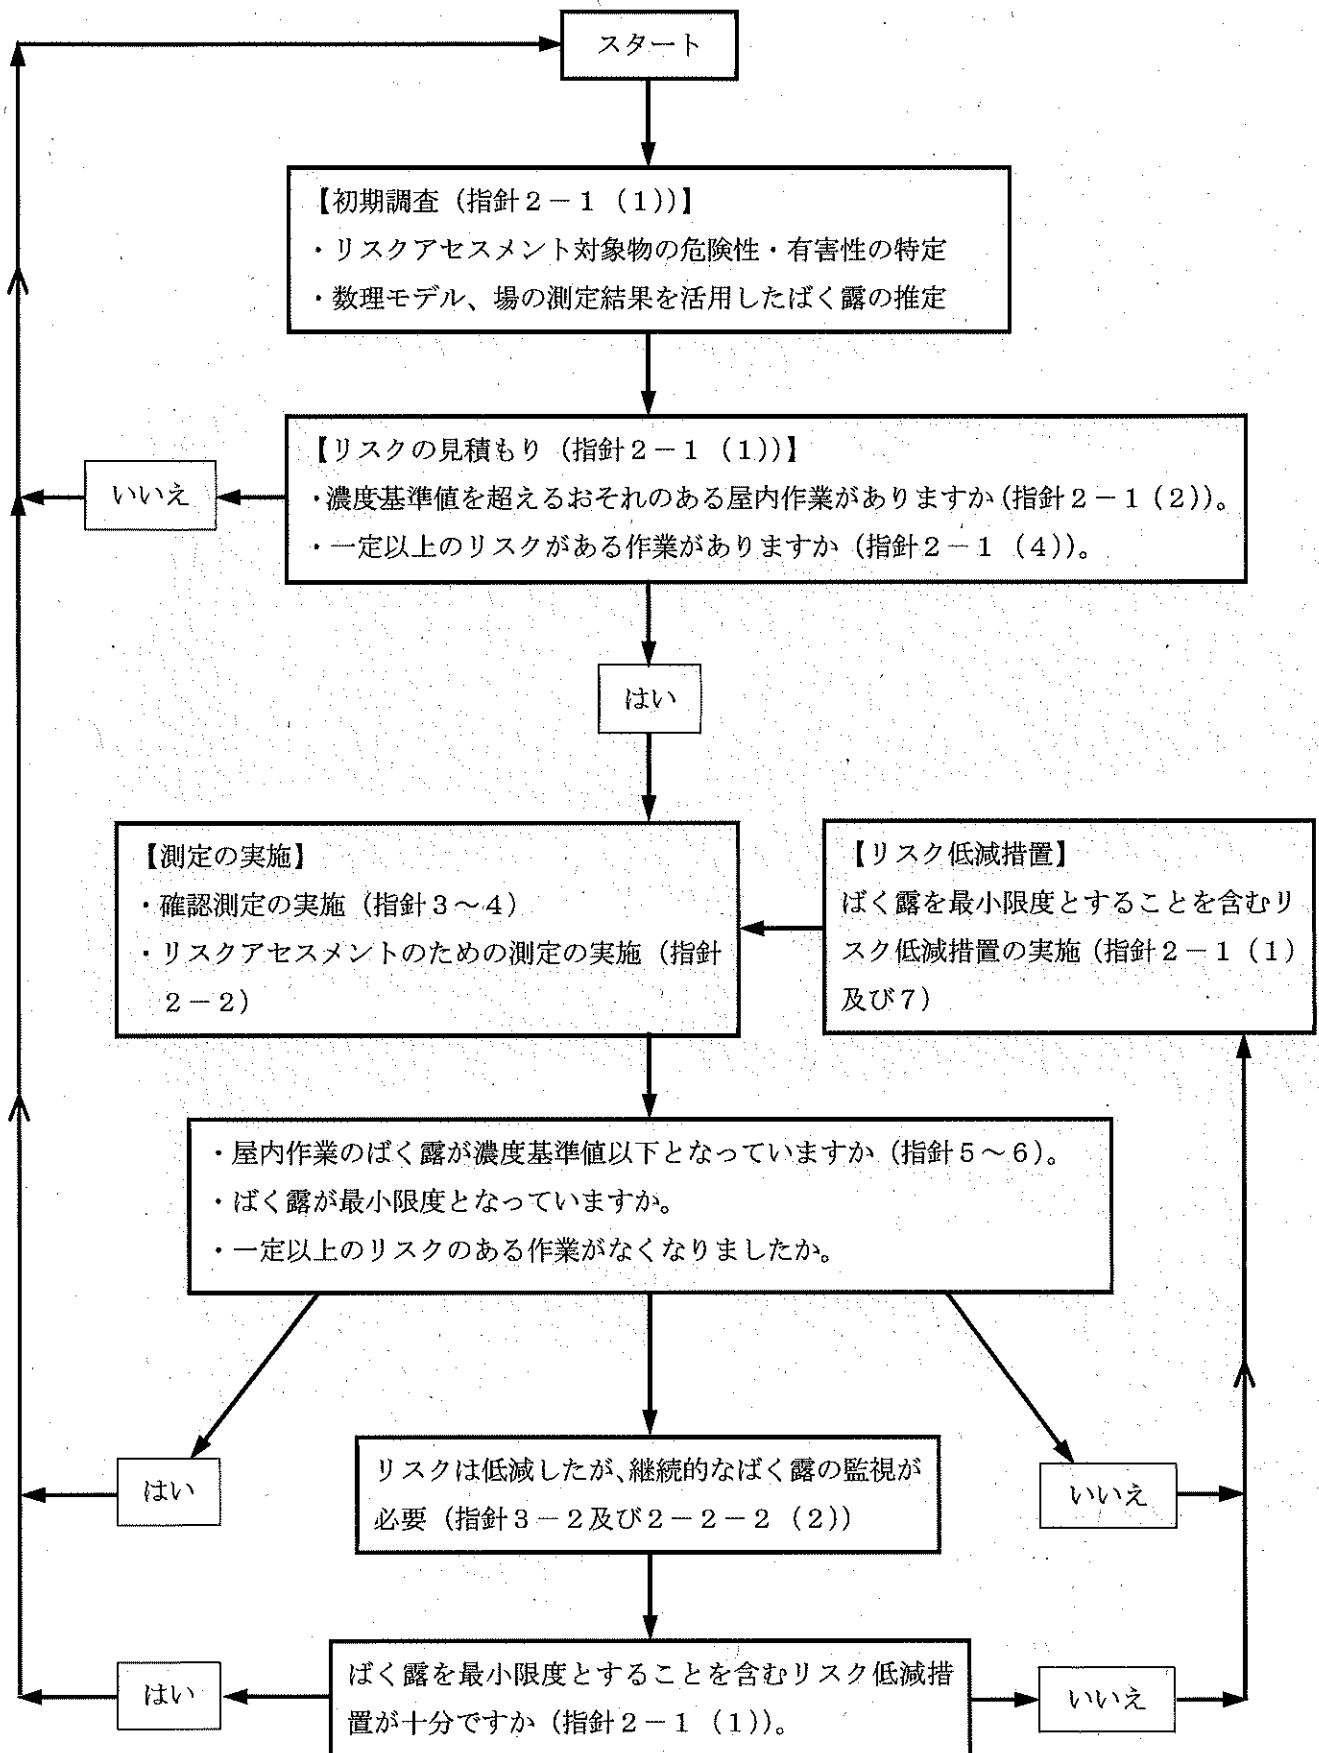 スタート
【初期調査（指針２－１（１））】
・リスクアセスメント対象物の危険性・有害性の特定
・数理モデル、場の測定結果を活用したばく露の推定
【リスクの見積もり（指針２－１（１））】
・濃度基準値を超えるおそれのある屋内作業がありますか（指針２－１（２））。
・一定以上のリスクがある作業がありますか（指針２－１（４））。
いいえ
はい
【測定の実施】
・確認測定の実施（指針３～４）
・リスクアセスメントのための測定の実施（指針
２－２）
【リスク低減措置】
ばく露を最小限度とすることを含むリ
スク低減措置の実施（指針２－１（１）
及び７）
・屋内作業のばく露が濃度基準値以下となっていますか（指針５～６）。
・ばく露が最小限度となっていますか。
・一定以上のリスクのある作業がなくなりましたか。
はい
リスクは低減したが、継続的なばく露の監視が
必要（指針３－２及び２－２－２（２））
いいえ
はい
ばく露を最小限度とすることを含むリスク低減措
置が十分ですか（指針２－１（１））。
いいえ